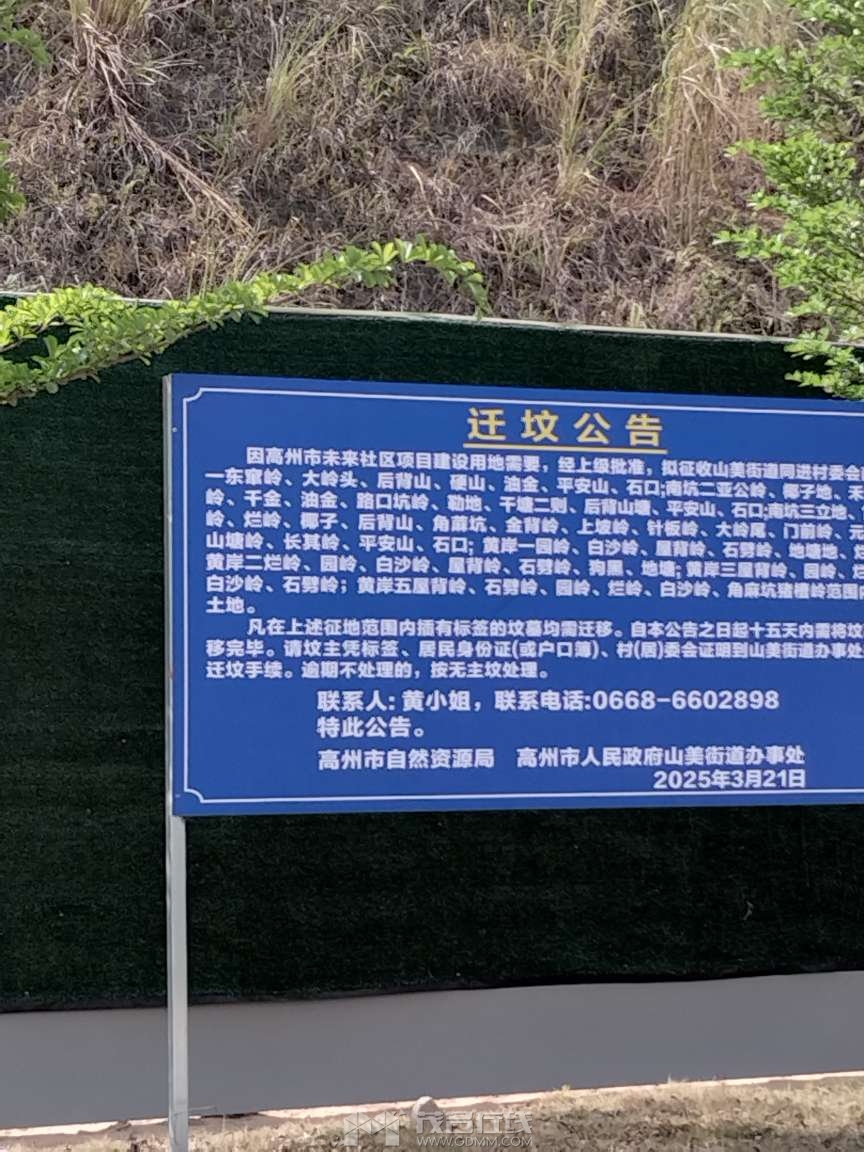 迁坟公告
因高州市未来社区项目建设用地需要，经上级批准，拟征收山美街道同进村委会
一东窟岭、大岭头、后背山、硬山、油金、平安山、石口;南坑二亚公岭、椰子地、
岭、千金、油金、路口坑岭、勒地、干塘二则、后背山塘、平安山、石口;南坑三立地、
岭、烂岭、椰子、后背山、角蔴坑、金背岭、上坡岭、针板岭、大岭尾、门前岭、元
山塘岭、长其岭、平安山、石口；黄岸一园岭、白沙岭、屋背岭、石劈岭、地塘地、
黄岸二烂岭、园岭、白沙岭、屋背岭、石劈岭、狗黑、地塘；黄岸三屋背岭、园岭、
白沙岭、石劈岭；黄岸五屋背岭、石劈岭、园岭、烂岭、白沙岭、角麻坑猪槽岭范围
土地。
凡在上述征地范围内插有标签的坟墓均需迁移。自本公告之日起十五天内需将坟
移完毕。请坟主凭标签、居民身份证(或户口簿)、村(居)委会证明到山美街道办事处
迁坟手续。逾期不处理的，按无主坟处理。
联系人：黄小姐，联系电话:0668-6602898
特此公告。
高州市自然资源局 高州市人民政府山美街道办事处
2025年3月21日
茂名在线
WWW.GDMM.COM